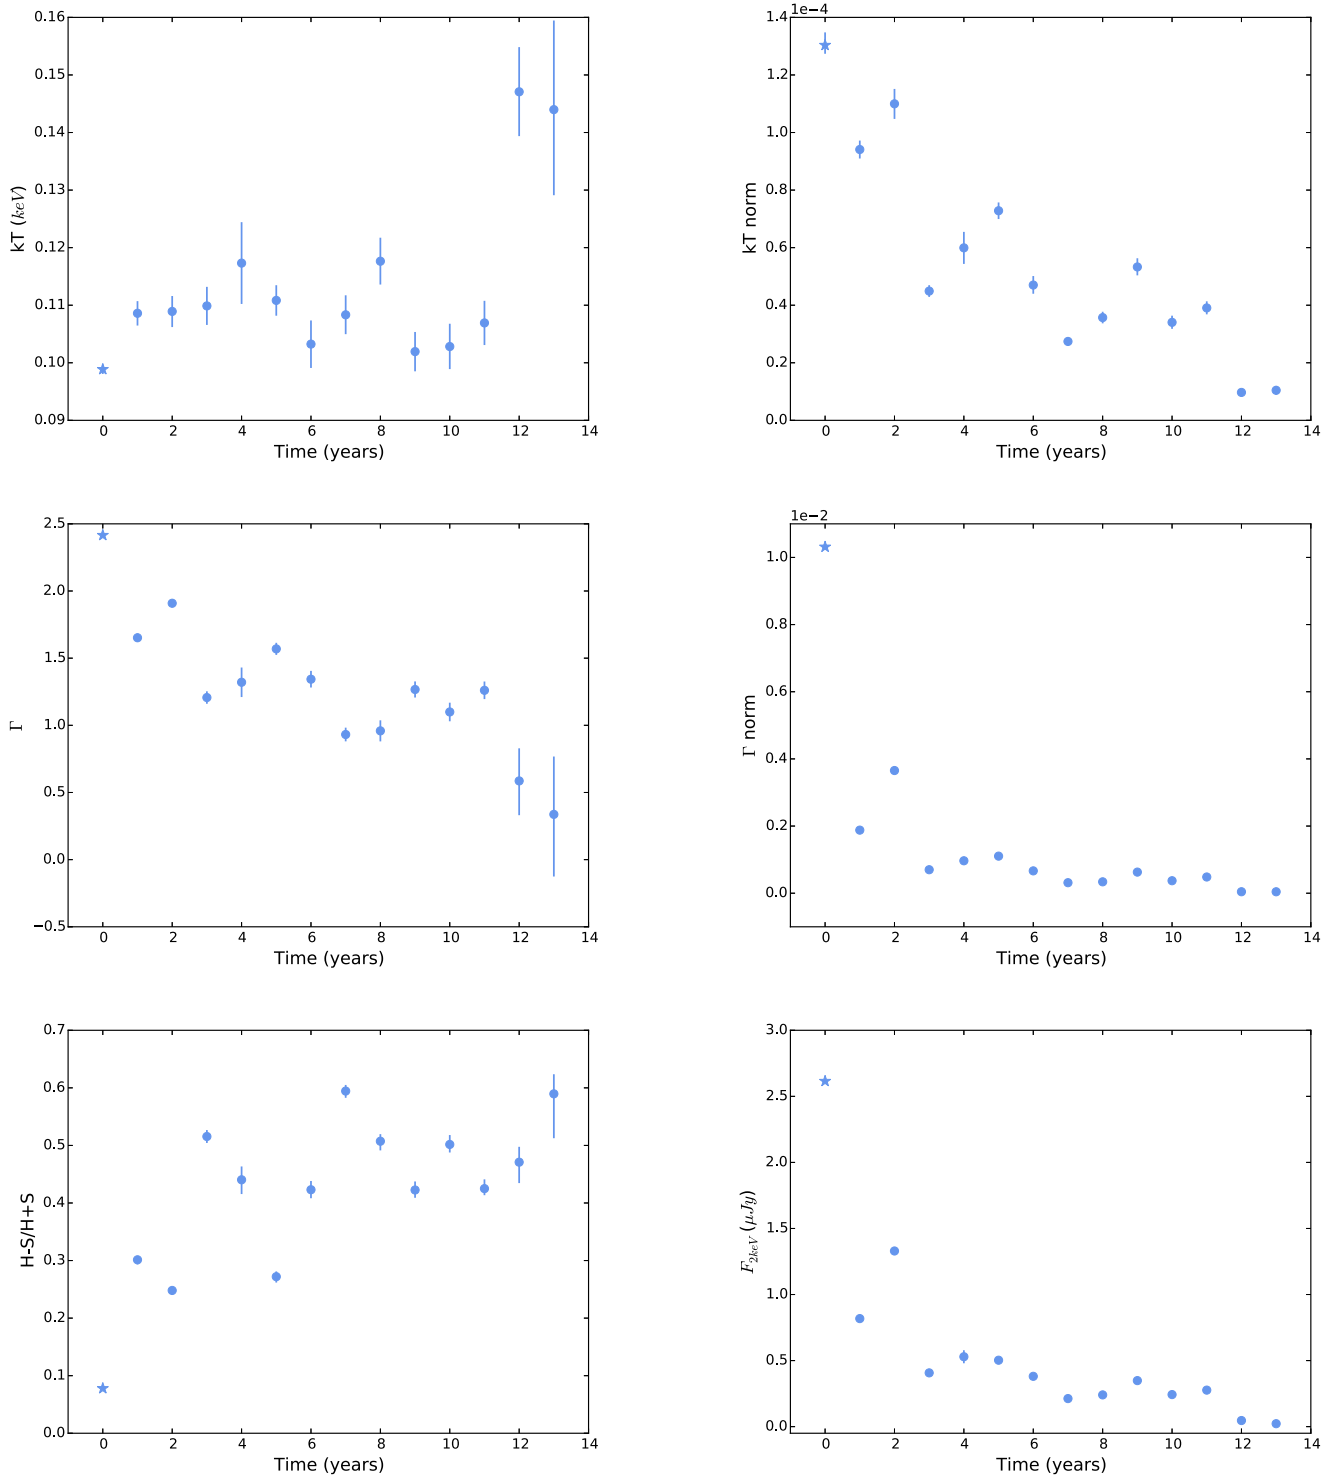 0.16
0.15
0.14
0.13
0.12
0.11
0.10
0.09
kT (keV)
0 2 4 6 8 10 12 14
Time (years)
1e−4
1.4
1.2
1.0
0.8
0.6
0.4
0.2
0.0
kT norm
0 2 4 6 8 10 12 14
Time (years)
2.5
2.0
1.5
1.0
0.5
0.0
−0.5
Γ
0 2 4 6 8 10 12 14
Time (years)
1e−2
1.0
0.8
0.6
0.4
0.2
0.0
Γ norm
0 2 4 6 8 10 12 14
Time (years)
0.7
0.6
0.5
0.4
0.3
0.2
0.1
0.0
H-S/H+S
0 2 4 6 8 10 12 14
Time (years)
3.0
2.5
2.0
1.5
1.0
0.5
0.0
F2keV (μJy)
0 2 4 6 8 10 12 14
Time (years)